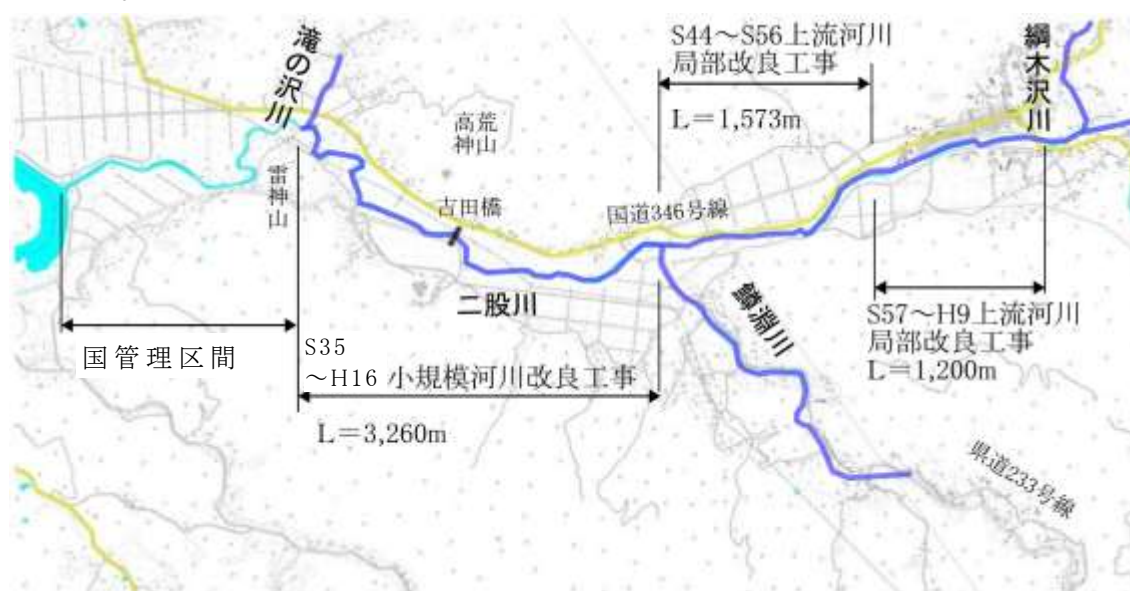 滝の沢川
高荒
神山
雷
神
山
古田橋
国道346号線
S44～S56上流河川
局部改良工事
L＝1,573m
綱木沢川
二股川
鱒淵川
S57～H9上流河川
局部改良工事
L＝1,200m
国管理区間
S35
～H16 小規模河川改良工事
L＝3,260m
県道233号線